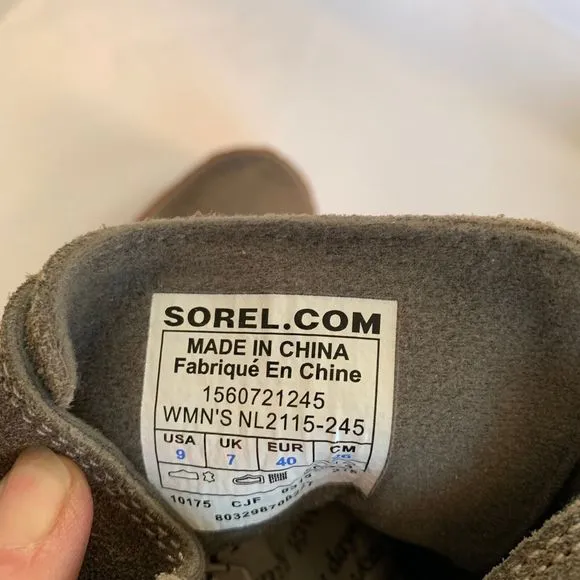 SOREL.COM
MADE IN CHINA
Fabriqué En Chine
1560721245
WMN'S NL2115-245
USA UK EUR CM
9 7 40 26
10175 CJF